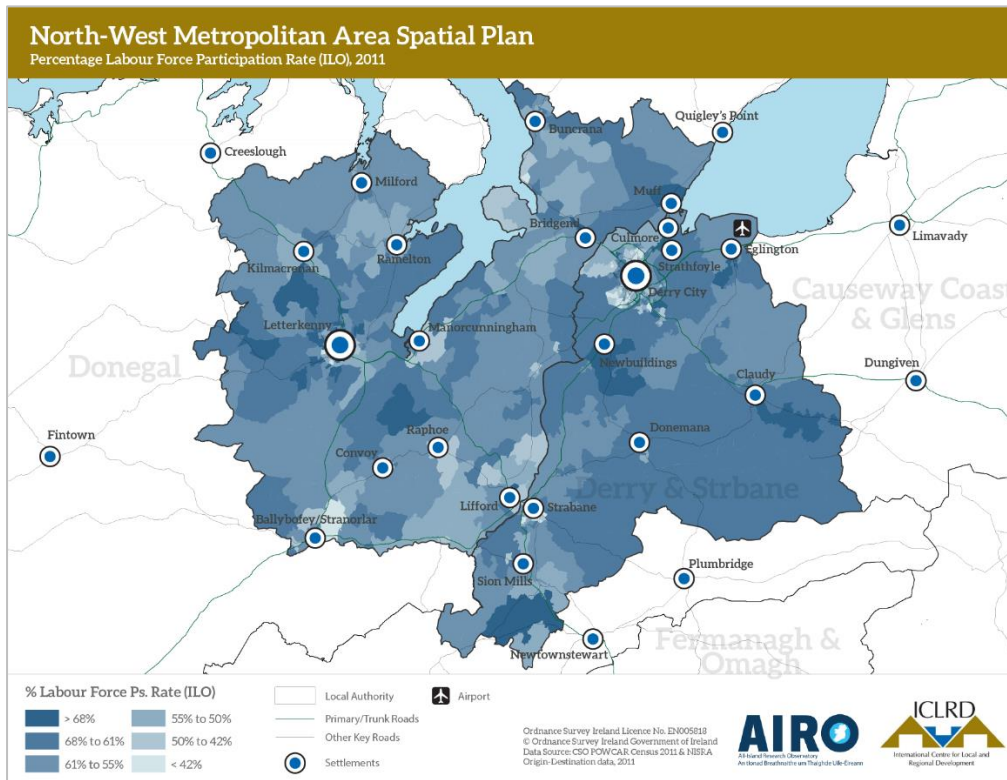 North-West Metropolitan Area Spatial Plan
Percentage Labour Force Participation Rate (ILO), 2011
Buncrana
Quigley's Point
Creeslough
Milford
Muff
Bridgend
Culmore
Limavady
Kilmacrenan
Ramelton
Strathfoyle
Eglington
Derry City
Causeway Coast
& Glens
Letterkenny
Manorcunningham
Newbuildings
Donegal
Dungiven
Claudy
Fintown
Raphoe
Donemana
Convoy
Derry & Strbane
Lifford
Strabane
Ballybofey/Stranorlar
Sion Mills
Plumbridge
Fermanagh &
Omagh
Newtownstewart
% Labour Force Ps. Rate (ILO)
> 68%
55% to 50%
68% to 61%
50% to 42%
61% to 55%
< 42%
Local Authority
Airport
Primary/Trunk Roads
Other Key Roads
Settlements
Ordnance Survey Ireland Licence No. EN005818
© Ordnance Survey Ireland Government of Ireland
Data Source: CSO POWCAR Census 2011 & NISRA
Origin-Destination data, 2011
AIRO
All-Island Research Observatory
ICLRD
International Centre for Local and
Regional Development